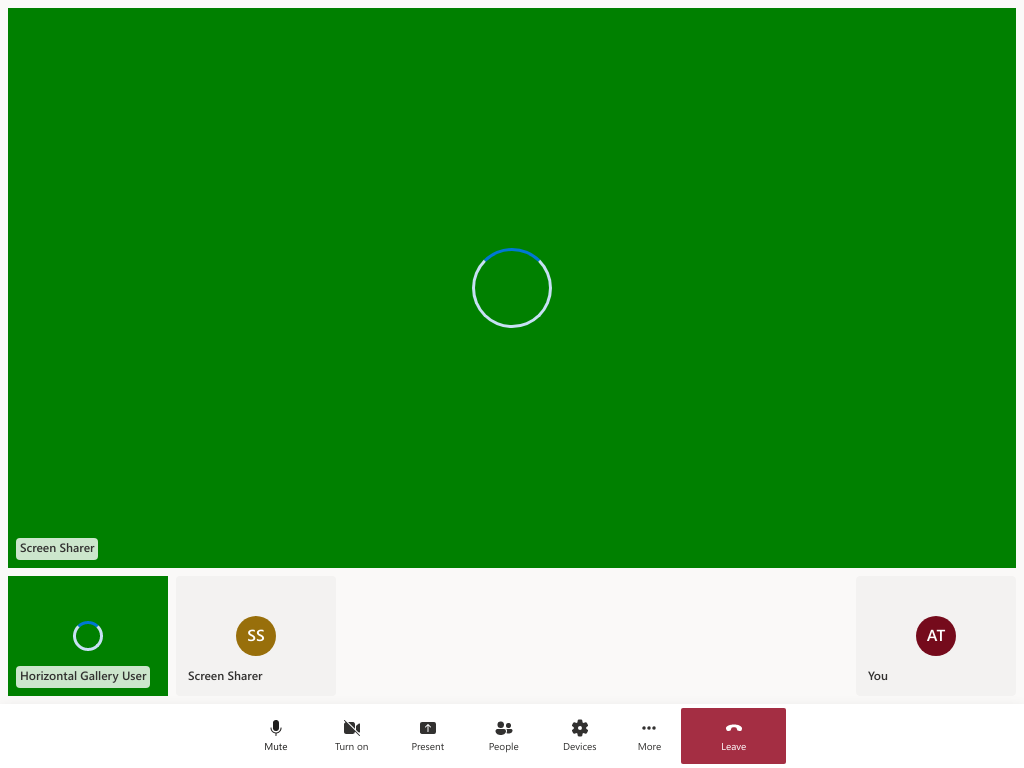 Screen Sharer
Horizontal Gallery User
SS
Screen Sharer
AT
You
Mute
Turn on
Present
People
Devices
More
Leave